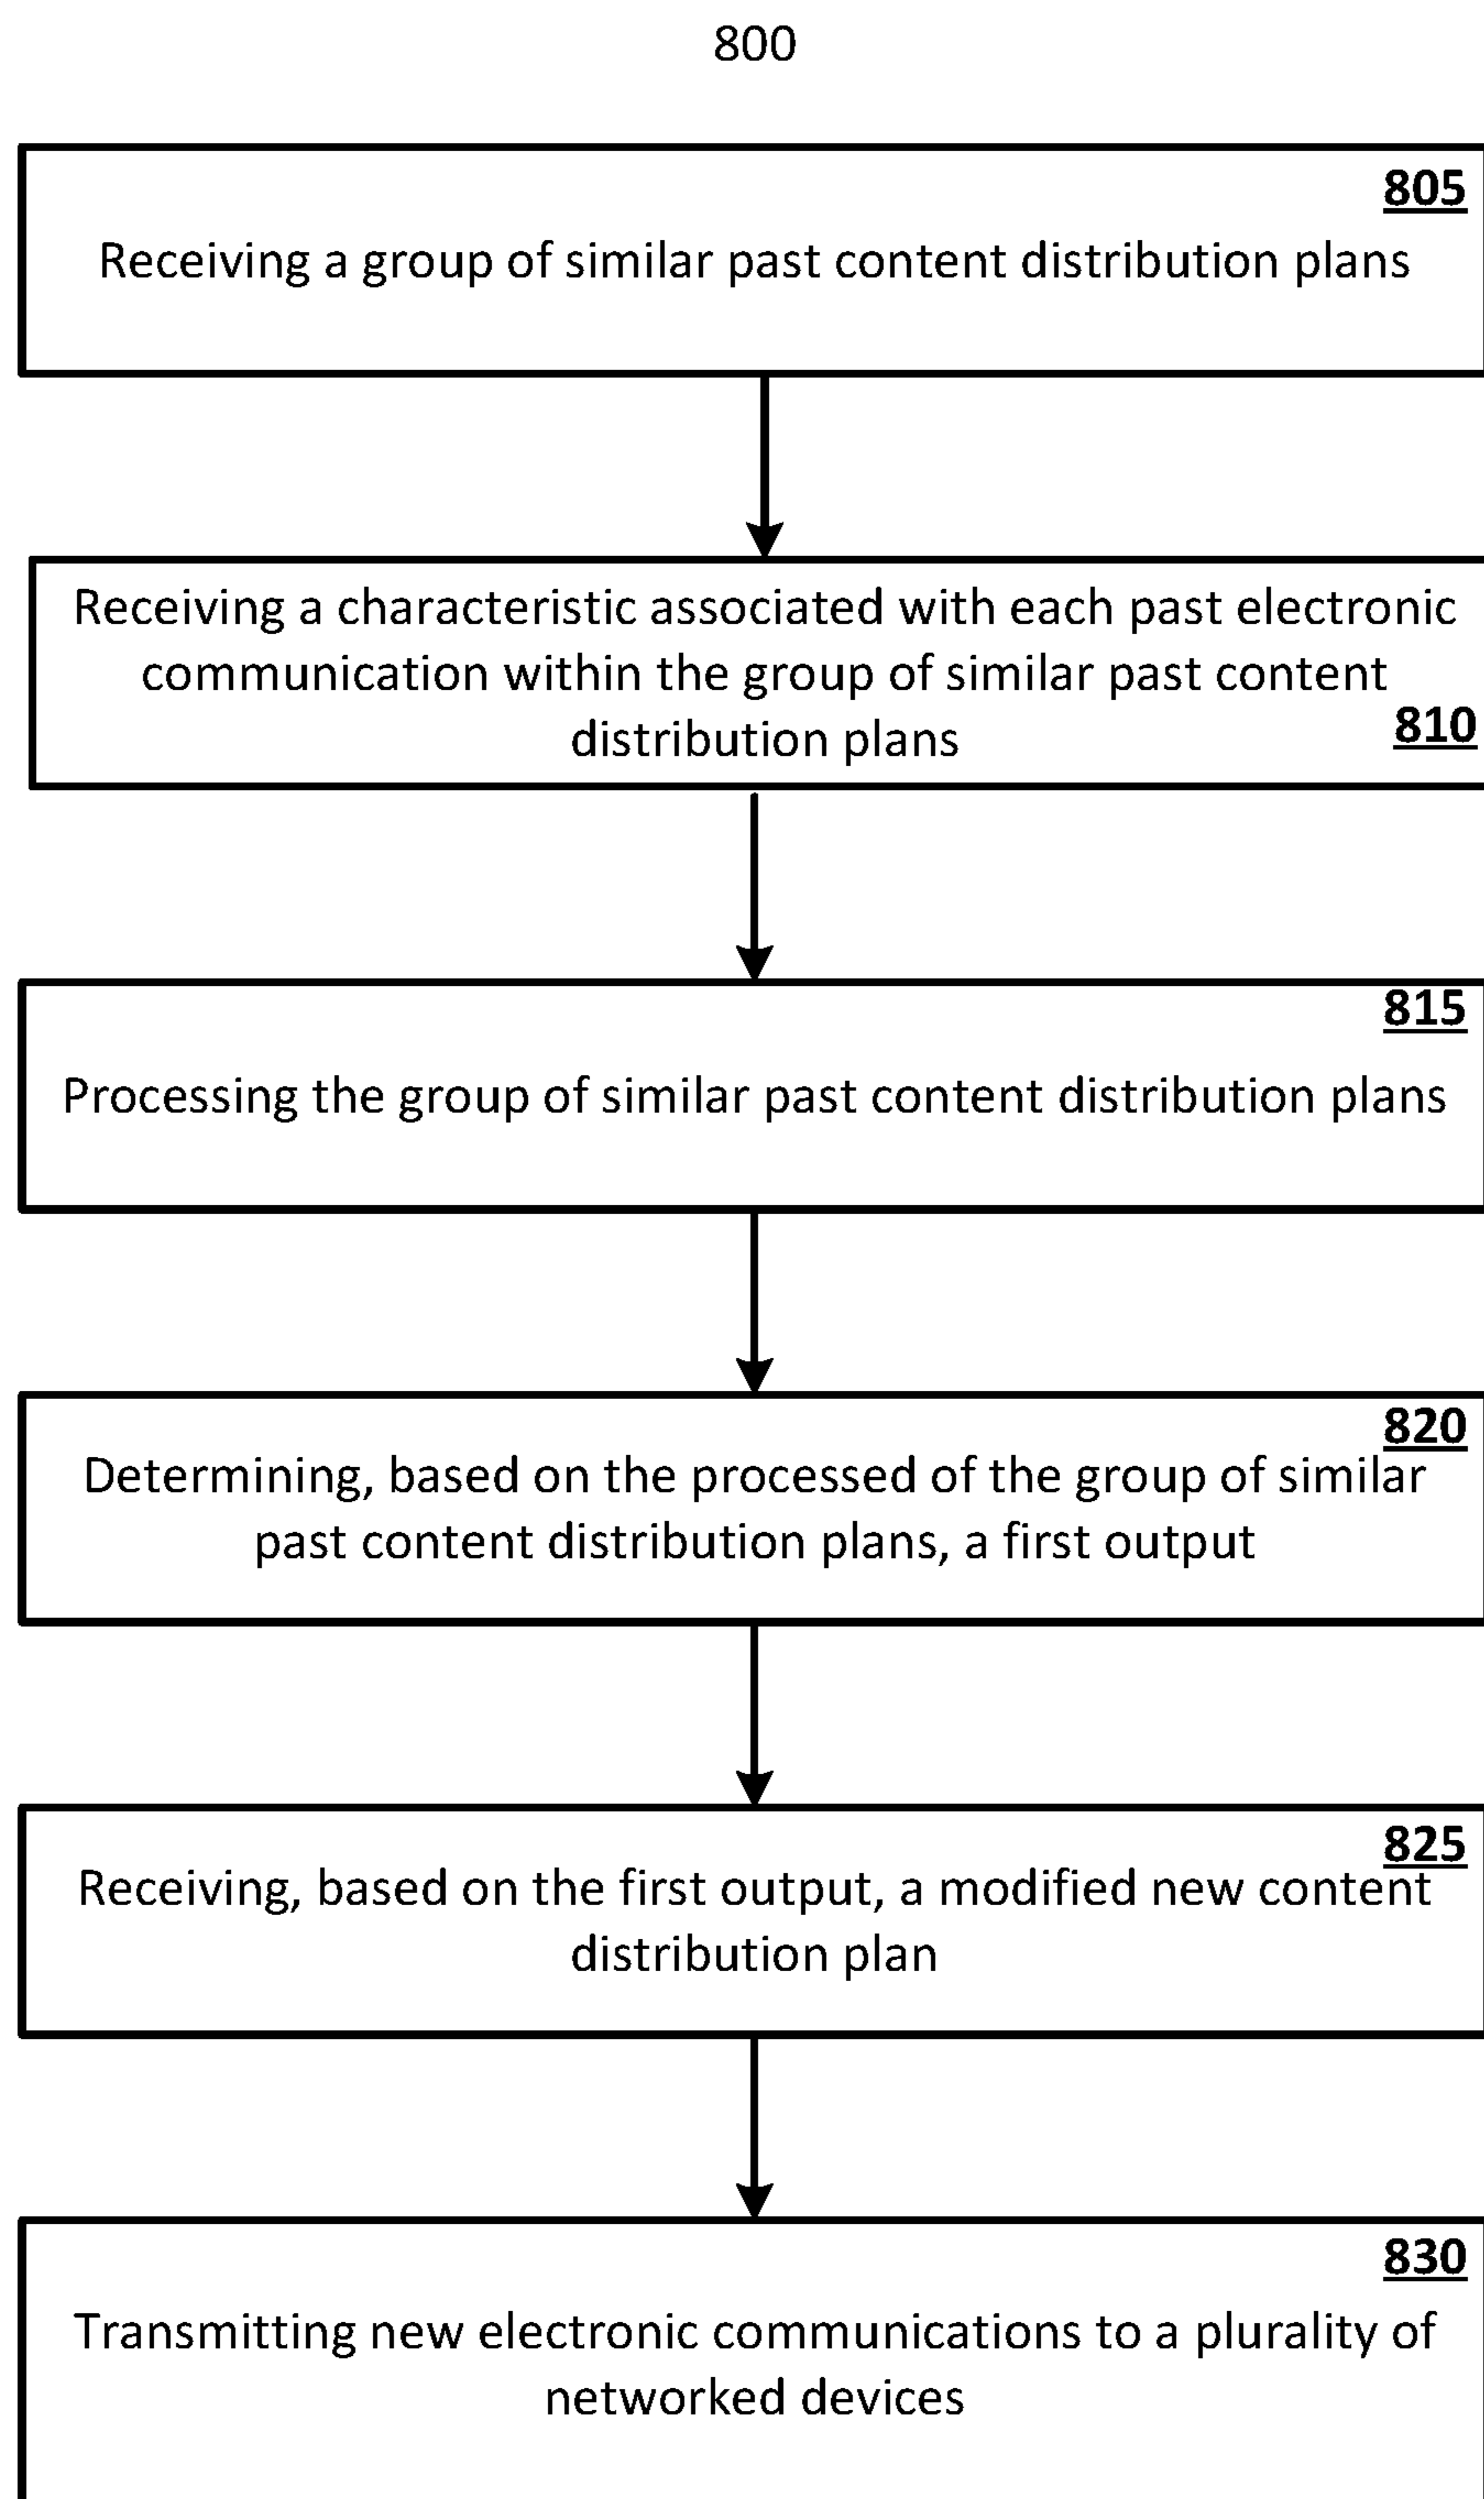 800
805
Receiving a group of similar past content distribution plans
Receiving a characteristic associated with each past electronic
communication within the group of similar past content
distribution plans
810
815
Processing the group of similar past content distribution plans
820
Determining, based on the processed of the group of similar
past content distribution plans, a first output
825
Receiving, based on the first output, a modified new content
distribution plan
830
Transmitting new electronic communications to a plurality of
networked devices